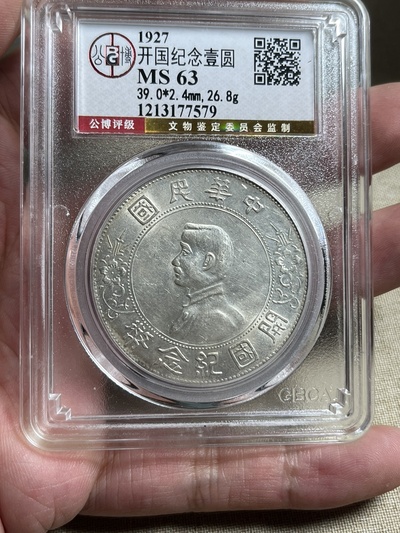 1927
开国纪念壹圆
MS 63
39.0*2.4mm,26.8g
1213177579
公博评级
文物鉴定委员会监制
中華民國
開國紀念幣
GBCA